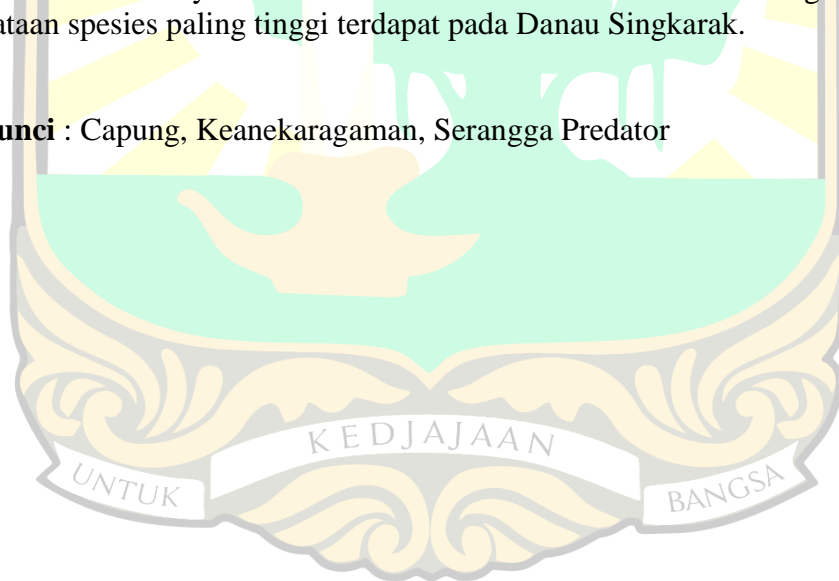 ataan spesies paling tinggi terdapat pada Danau Singkarak.
unci : Capung, Keanekaragaman, Serangga Predator
KEDJAJAAN
UNTUK
BANGSA